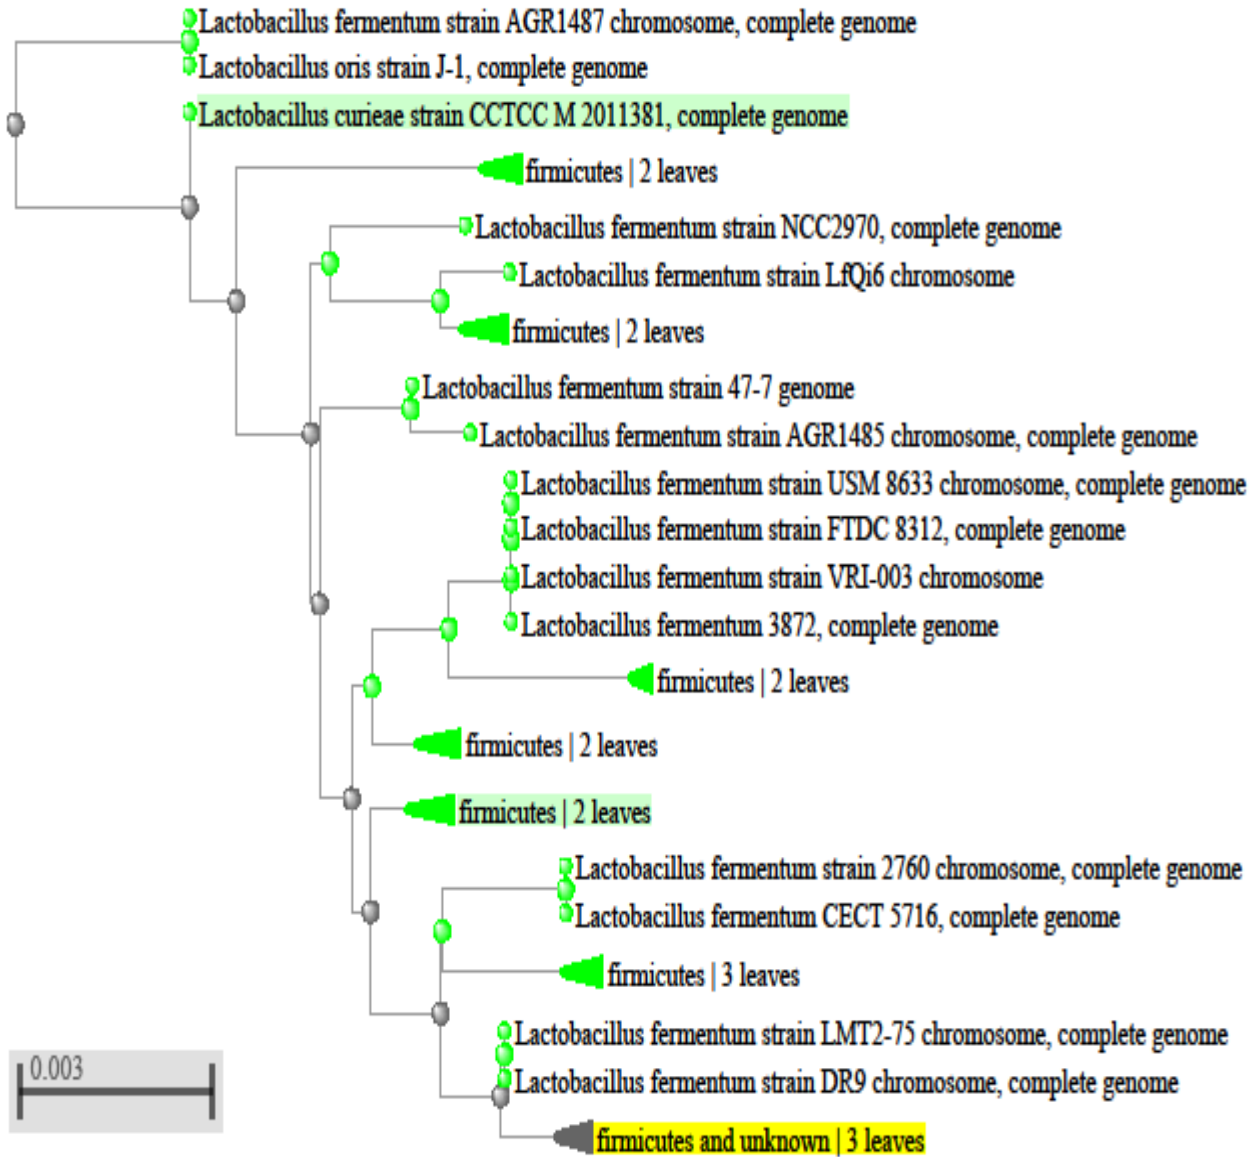 Lactobacillus fermentum strain AGR1487 chromosome, complete genome
Lactobacillus oris strain J-1, complete genome
Lactobacillus curieae strain CCTCC M 2011381, complete genome
firmicutes | 2 leaves
Lactobacillus fermentum strain NCC2970, complete genome
Lactobacillus fermentum strain LfQi6 chromosome
firmicutes | 2 leaves
Lactobacillus fermentum strain 47-7 genome
Lactobacillus fermentum strain AGR1485 chromosome, complete genome
Lactobacillus fermentum strain USM 8633 chromosome, complete genome
Lactobacillus fermentum strain FTDC 8312, complete genome
Lactobacillus fermentum strain VRI-003 chromosome
Lactobacillus fermentum 3872, complete genome
firmicutes | 2 leaves
firmicutes | 2 leaves
firmicutes | 2 leaves
Lactobacillus fermentum strain 2760 chromosome, complete genome
Lactobacillus fermentum CECT 5716, complete genome
firmicutes | 3 leaves
Lactobacillus fermentum strain LMT2-75 chromosome, complete genome
0.003
Lactobacillus fermentum strain DR9 chromosome, complete genome
firmicutes and unknown | 3 leaves